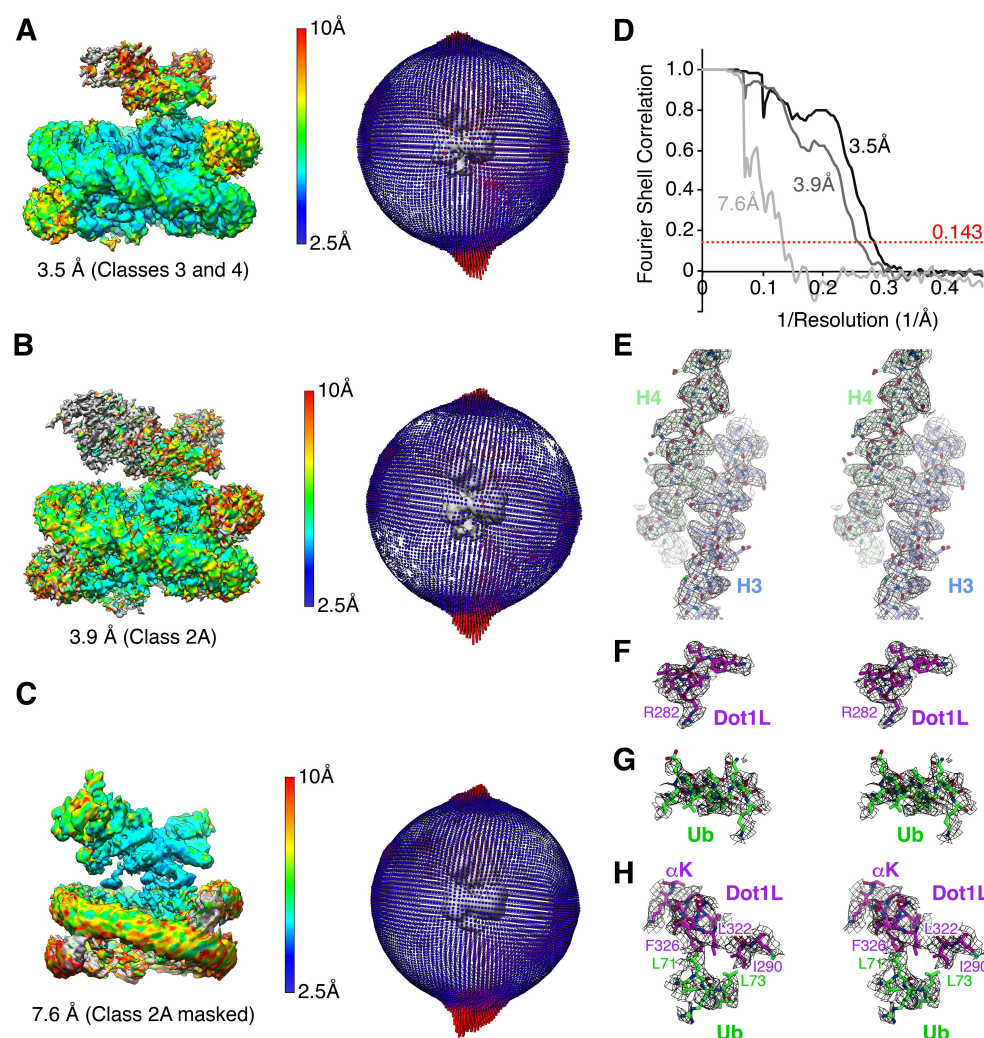 A
10Å
2.5Å
3.5 Å (Classes 3 and 4)
B
10Å
2.5Å
3.9 Å (Class 2A)
C
10Å
2.5Å
7.6 Å (Class 2A masked)
D
Fourier Shell Correlation
1.0
0.8
0.6
0.4
0.2
0
3.5Å
3.9Å
7.6Å
0.143
0 0.1 0.2 0.3 0.4
1/Resolution (1/Å)
E
H4 H4
H3 H3
F
R282 R282
Dot1L Dot1L
G
Ub Ub
H
αK αK
Dot1L Dot1L
L322 L322
F326 F326
L71 I290 L71 I290
L73 L73
Ub Ub